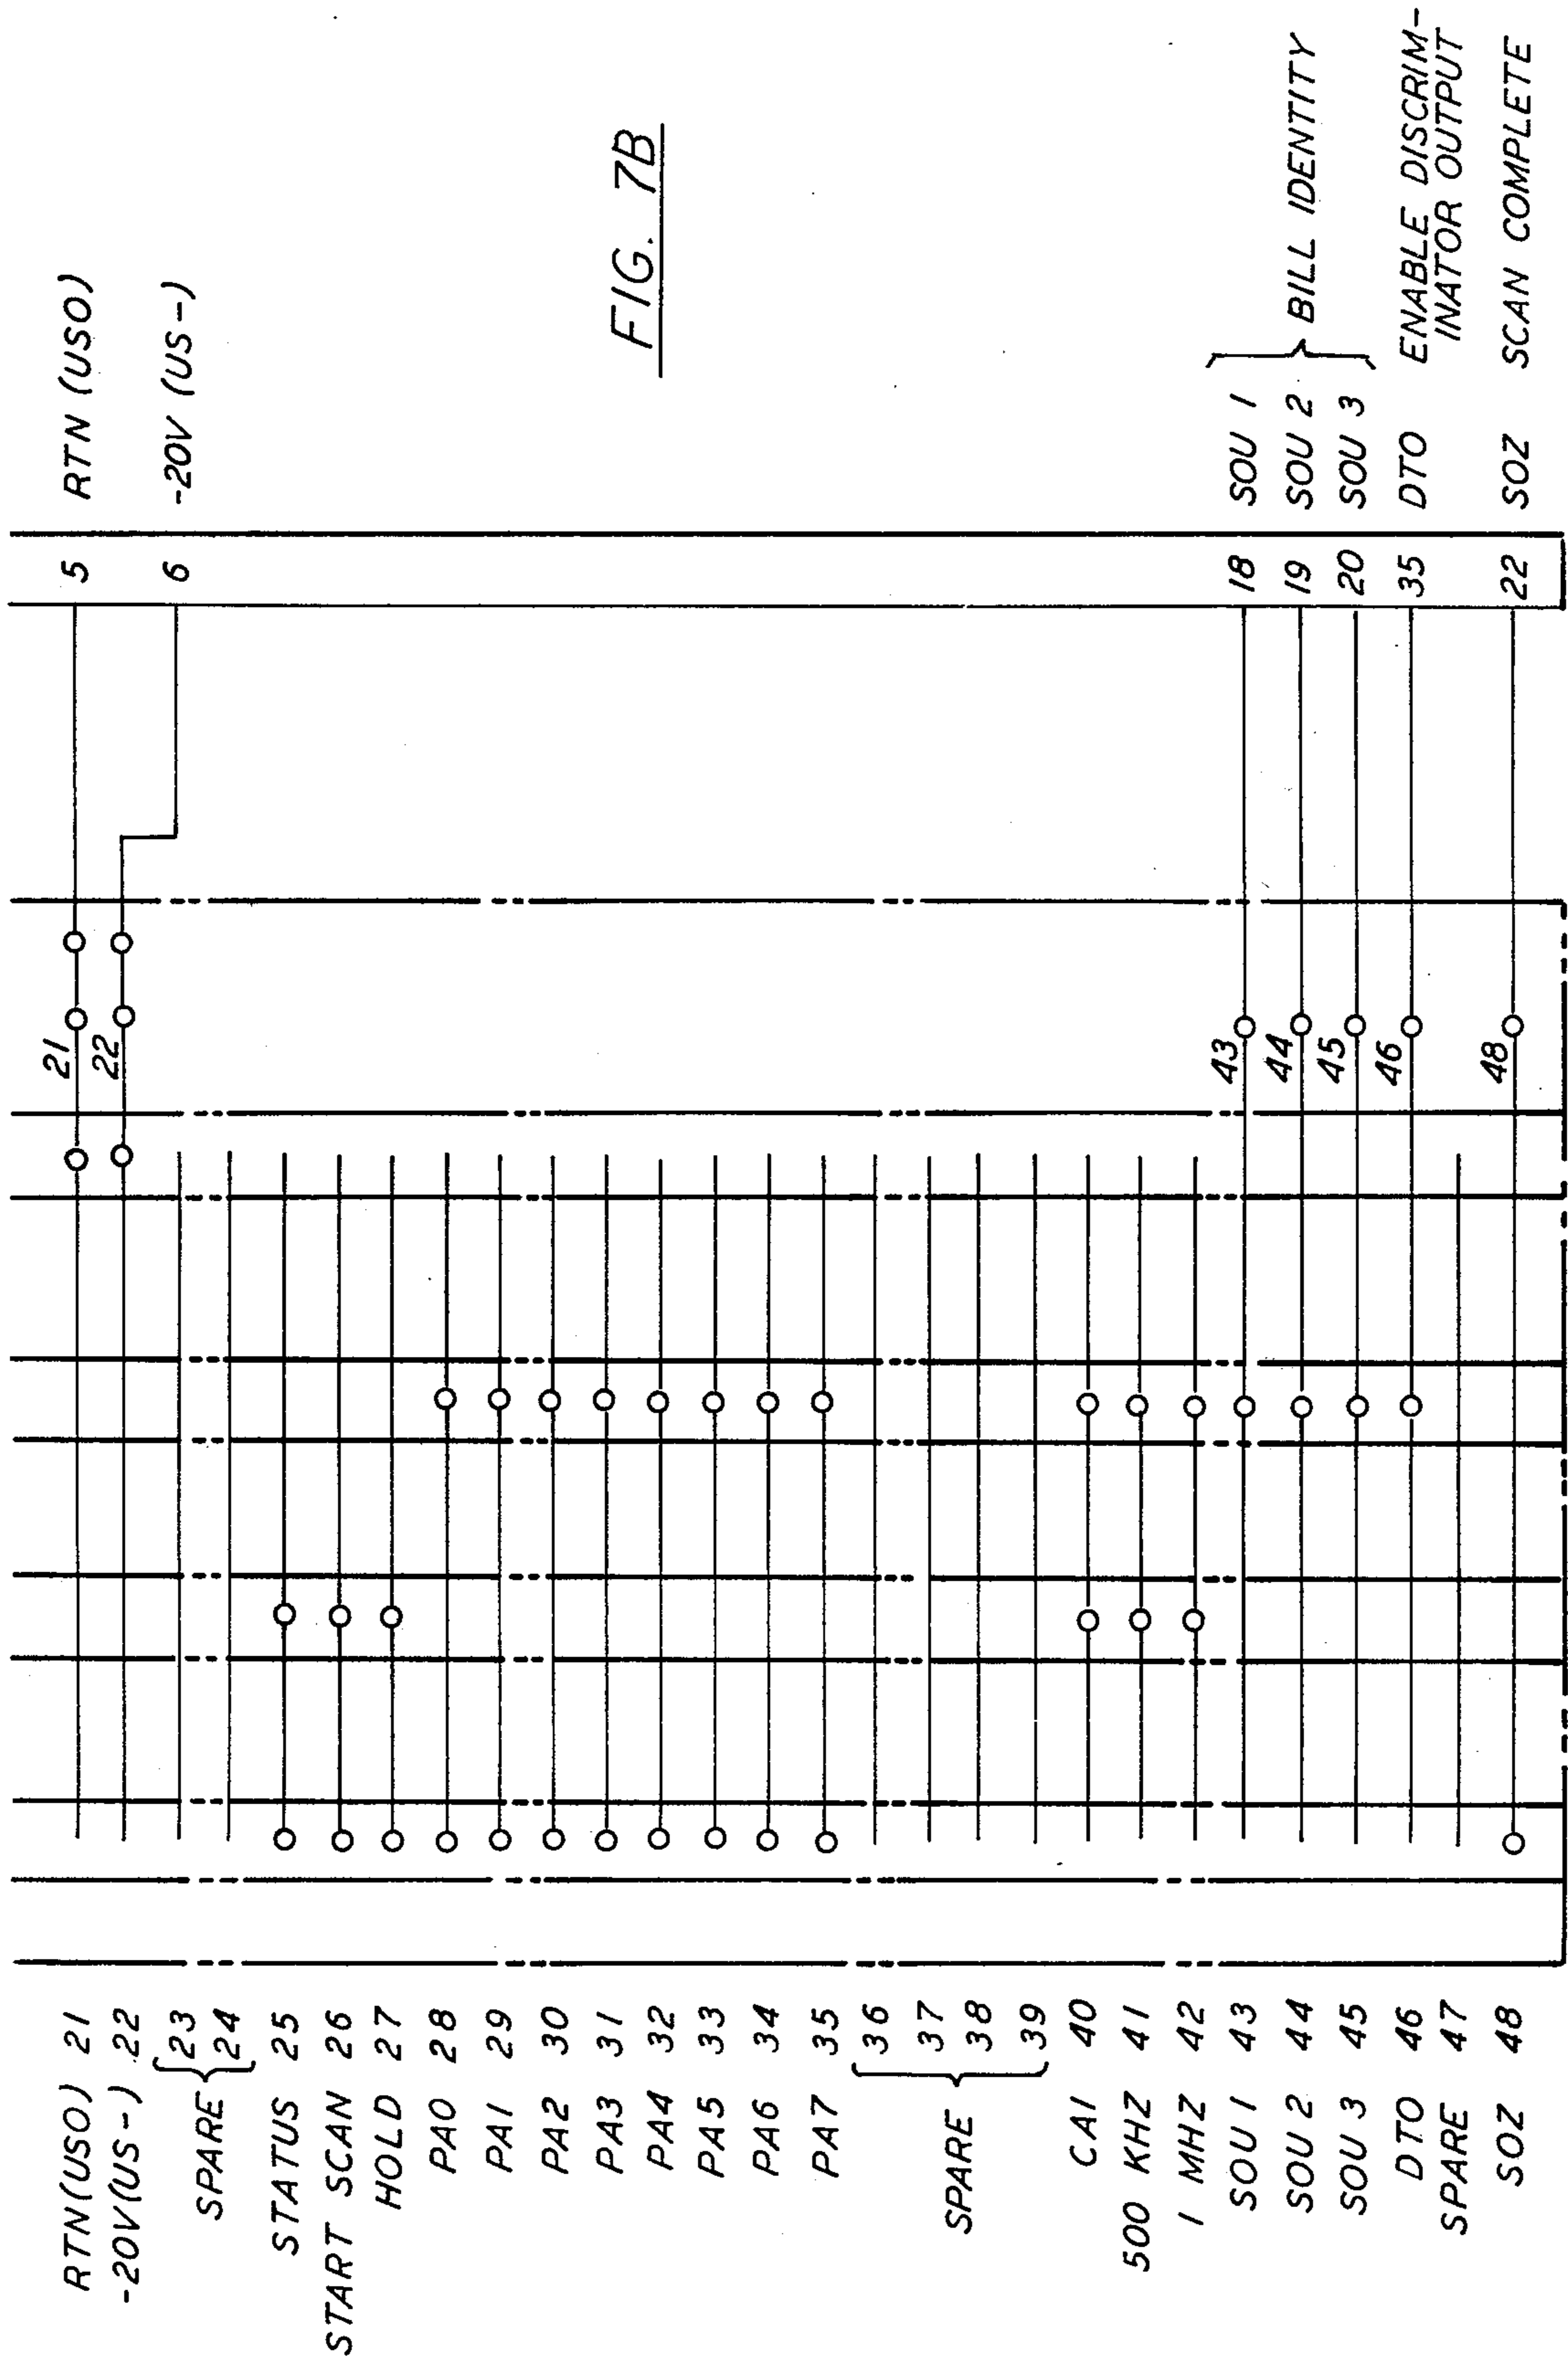 RTN(USO) 21
-20V(US-) 22
SPARE { 23
24
STATUS 25
START SCAN 26
HOLD 27
PA0 28
PA1 29
PA2 30
PA3 31
PA4 32
PA5 33
PA6 34
PA7 35
SPARE { 36
37
38
39
CA1 40
500 KHZ 41
1 MHZ 42
SOU 1 43
SOU 2 44
SOU 3 45
DTO 46
SPARE 47
SOZ 48
21
22
43
44
45
46
48
5 RTN (USO)
6 -20V (US-)
18 SOU 1
19 SOU 2 } BILL IDENTITY
20 SOU 3
35 DTO ENABLE DISCRIM-
INATOR OUTPUT
22 SOZ SCAN COMPLETE
FIG. 7B